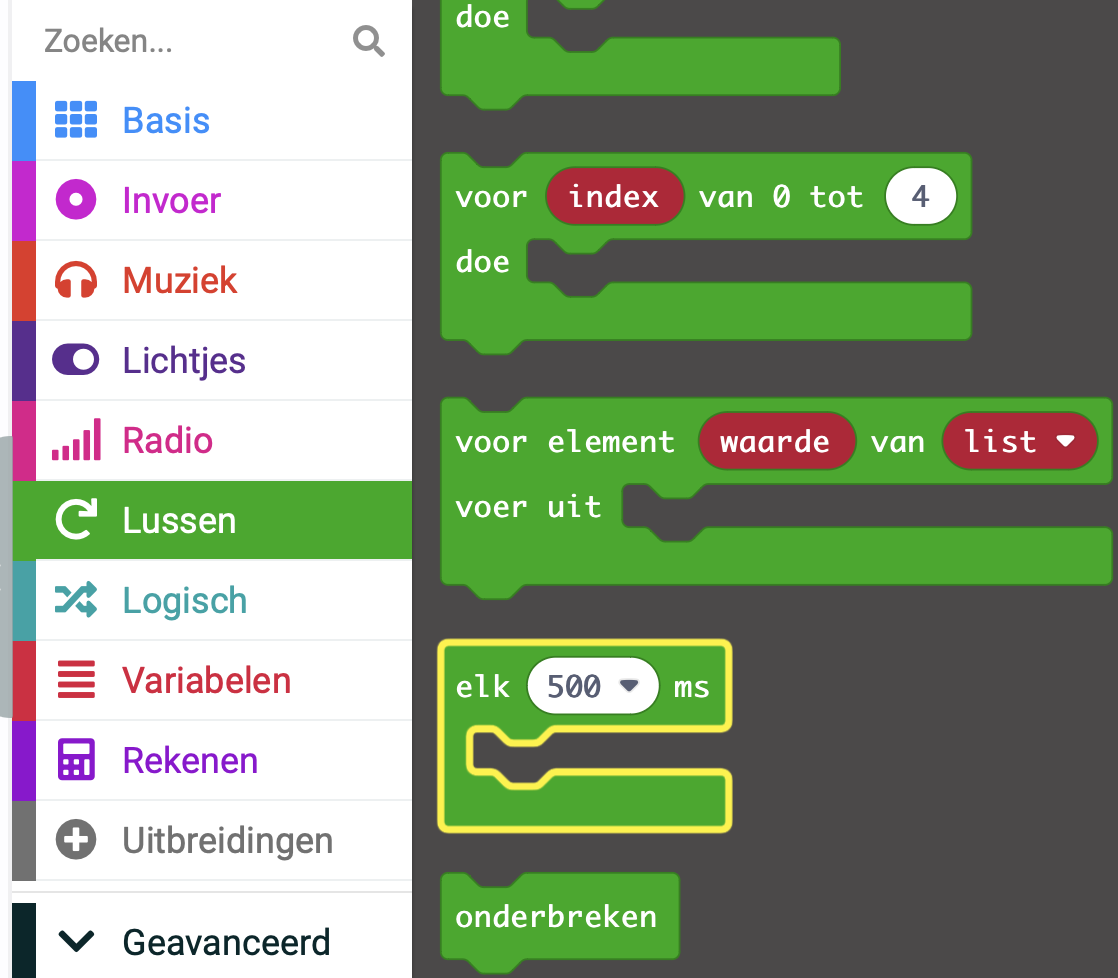 Zoeken...
Basis
Invoer
Muziek
Lichtjes
Radio
Lussen
Logisch
Variabelen
Rekenen
Uitbreidingen
Geavanceerd
doe
voor index van 0 tot 4
doe
voor element waarde van list
voer uit
elk 500 ms
onderbreken